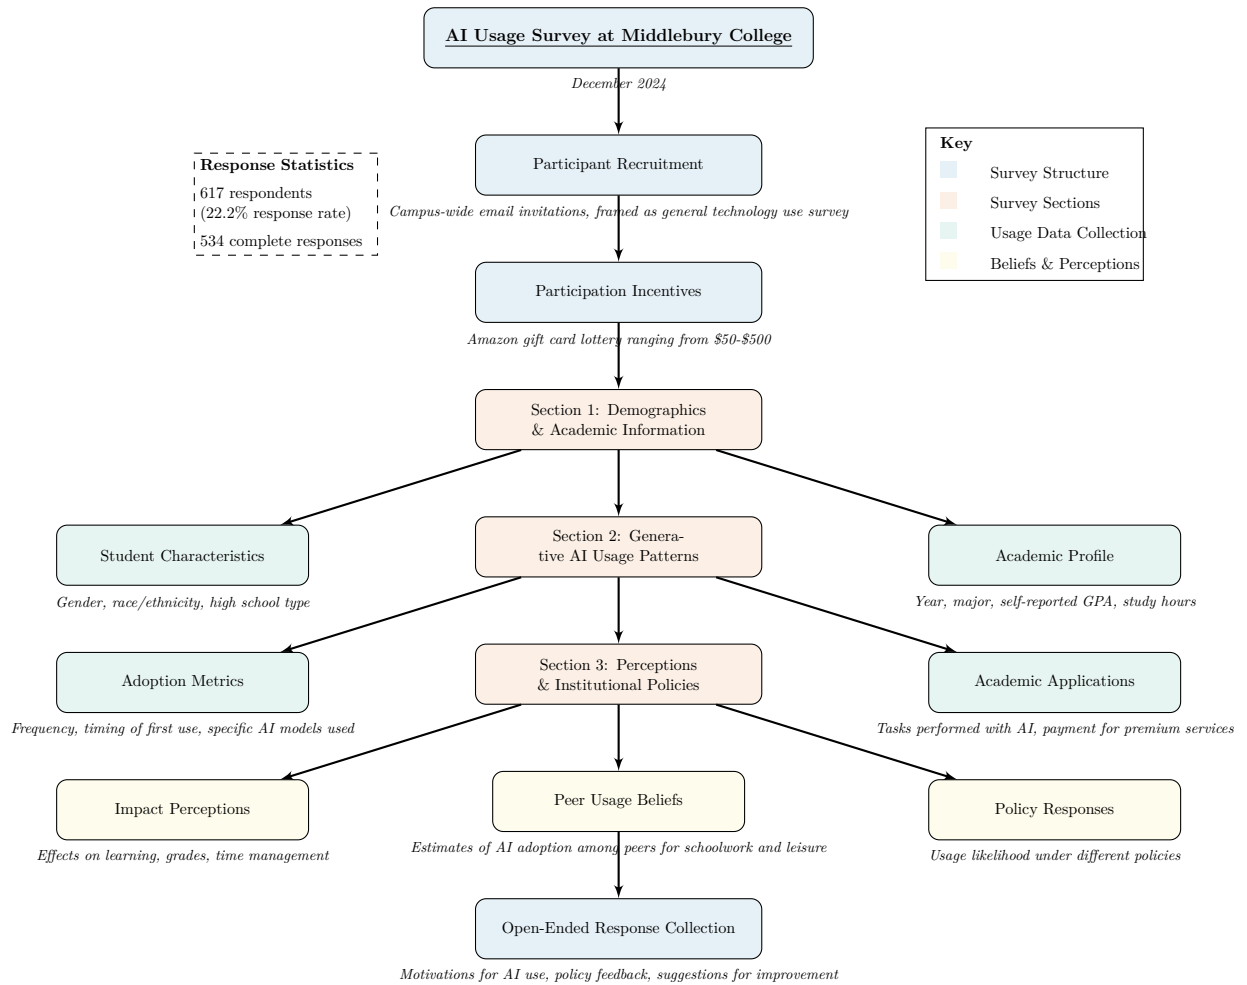 AI Usage Survey at Middlebury College
December 2024
Participant Recruitment
Campus-wide email invitations, framed as general technology use survey
Response Statistics
617 respondents
(22.2% response rate)
534 complete responses
Key
Survey Structure
Survey Sections
Usage Data Collection
Beliefs & Perceptions
Participation Incentives
Amazon gift card lottery ranging from $50-$500
Section 1: Demographics
& Academic Information
Student Characteristics
Gender, race/ethnicity, high school type
Section 2: Genera-
tive AI Usage Patterns
Academic Profile
Year, major, self-reported GPA, study hours
Adoption Metrics
Frequency, timing of first use, specific AI models used
Section 3: Perceptions
& Institutional Policies
Academic Applications
Tasks performed with AI, payment for premium services
Impact Perceptions
Effects on learning, grades, time management
Peer Usage Beliefs
Estimates of AI adoption among peers for schoolwork and leisure
Policy Responses
Usage likelihood under different policies
Open-Ended Response Collection
Motivations for AI use, policy feedback, suggestions for improvement